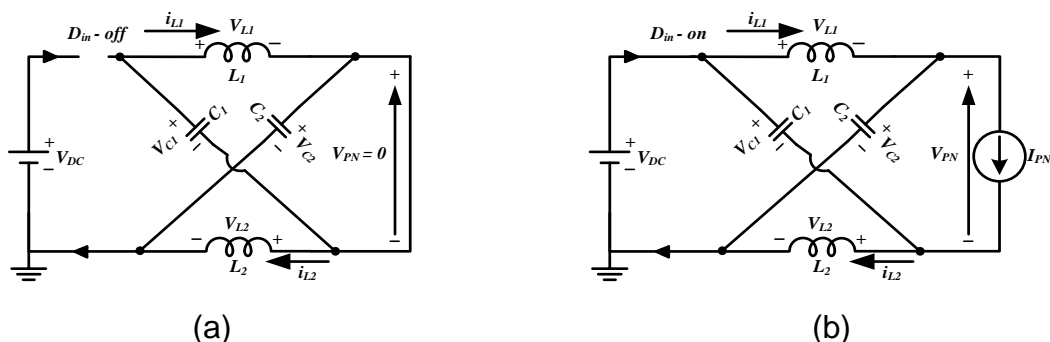 D_in - off
i_L1
V_L1
+ −
L_1
+
−
V_DC
+
V_C1
−
C_1
C_2
+
V_C2
−
+
V_PN = 0
−
V_L2
− +
L_2
i_L2
(a)
D_in - on
i_L1
V_L1
+ −
L_1
+
−
V_DC
+
V_C1
−
C_1
C_2
+
V_C2
−
+
V_PN
−
I_PN
V_L2
− +
L_2
i_L2
(b)